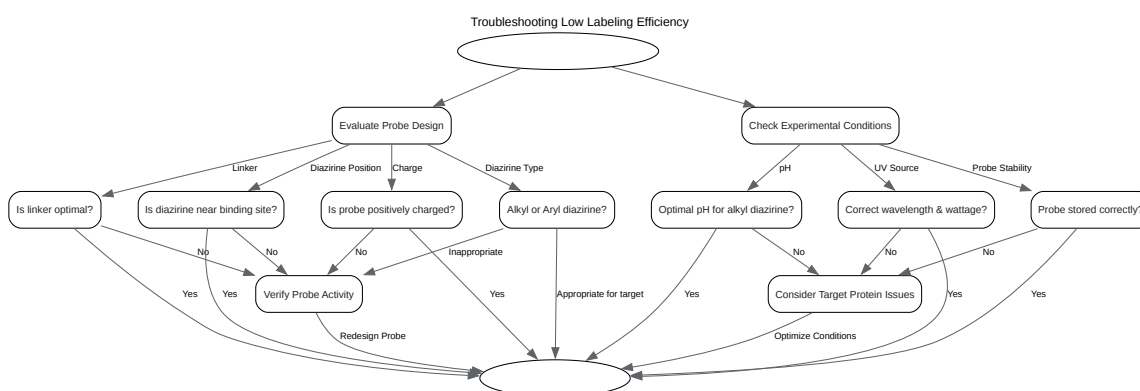 Troubleshooting Low Labeling Efficiency
Evaluate Probe Design
Check Experimental Conditions
Linker
Diazirine Position
Charge
Diazirine Type
pH
UV Source
Probe Stability
Is linker optimal?
Is diazirine near binding site?
Is probe positively charged?
Alkyl or Aryl diazirine?
Optimal pH for alkyl diazirine?
Correct wavelength & wattage?
Probe stored correctly?
No
No
No
Inappropriate
No
No
No
Verify Probe Activity
Consider Target Protein Issues
Yes
Yes
Yes
Appropriate for target
Yes
Yes
Yes
Redesign Probe
Optimize Conditions